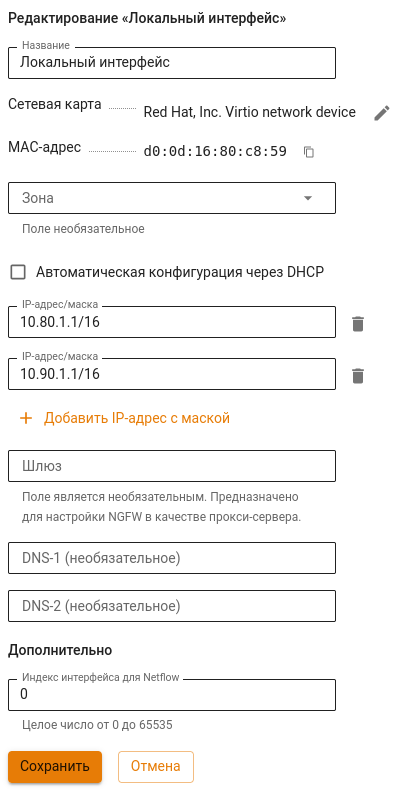 Редактирование «Локальный интерфейс»
Название
Локальный интерфейс
Сетевая карта Red Hat, Inc. Virtio network device
MAC-адрес d0:0d:16:80:c8:59
Зона
Поле необязательное
Автоматическая конфигурация через DHCP
IP-адрес/маска
10.80.1.1/16
IP-адрес/маска
10.90.1.1/16
+ Добавить IP-адрес с маской
Шлюз
Поле является необязательным. Предназначено
для настройки NGFW в качестве прокси-сервера.
DNS-1 (необязательное)
DNS-2 (необязательное)
Дополнительно
Индекс интерфейса для Netflow
0
Целое число от 0 до 65535
Сохранить Отмена